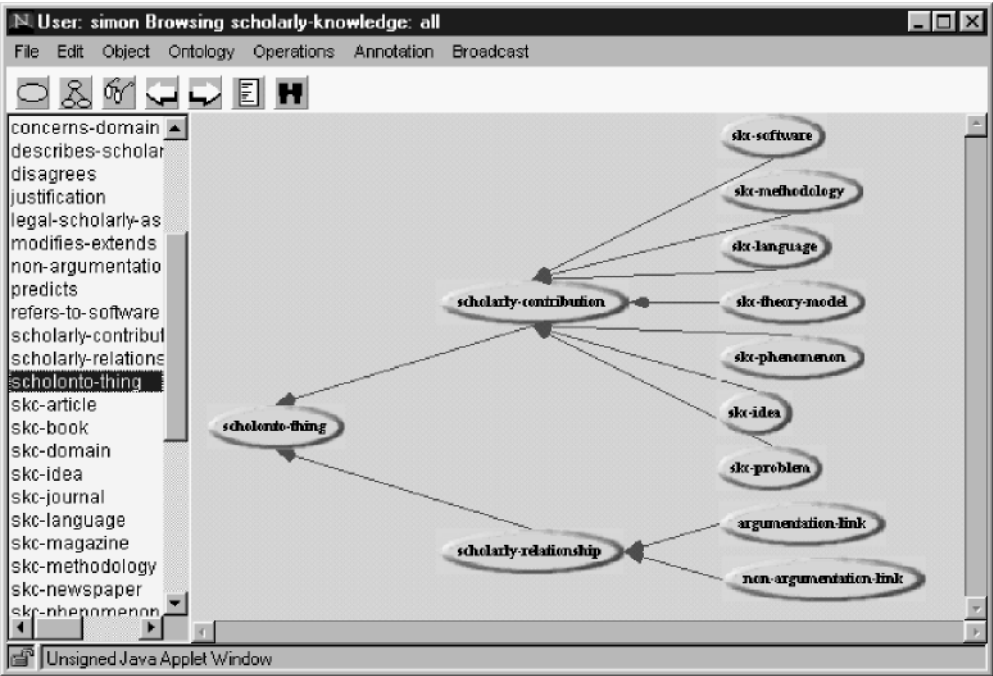 User: simon Browsing scholarly-knowledge: all
File Edit Object Ontology Operations Annotation Broadcast
concerns-domain
describes-scholar
disagrees
justification
legal-scholarly-as
modifies-extends
non-argumentatio
predicts
refers-to-software
scholarly-contribut
scholarly-relations
scholonto-thing
skc-article
skc-book
skc-domain
skc-idea
skc-journal
skc-language
skc-magazine
skc-methodology
skc-newspaper
skc-phenomenon
skc-software
skc-methodology
skc-language
scholarly-contribution
skc-theory-model
skc-phenomenon
skc-idea
scholonto-thing
skc-problem
argumentation-link
scholarly-relationship
non-argumentation-link
Unsigned Java Applet Window